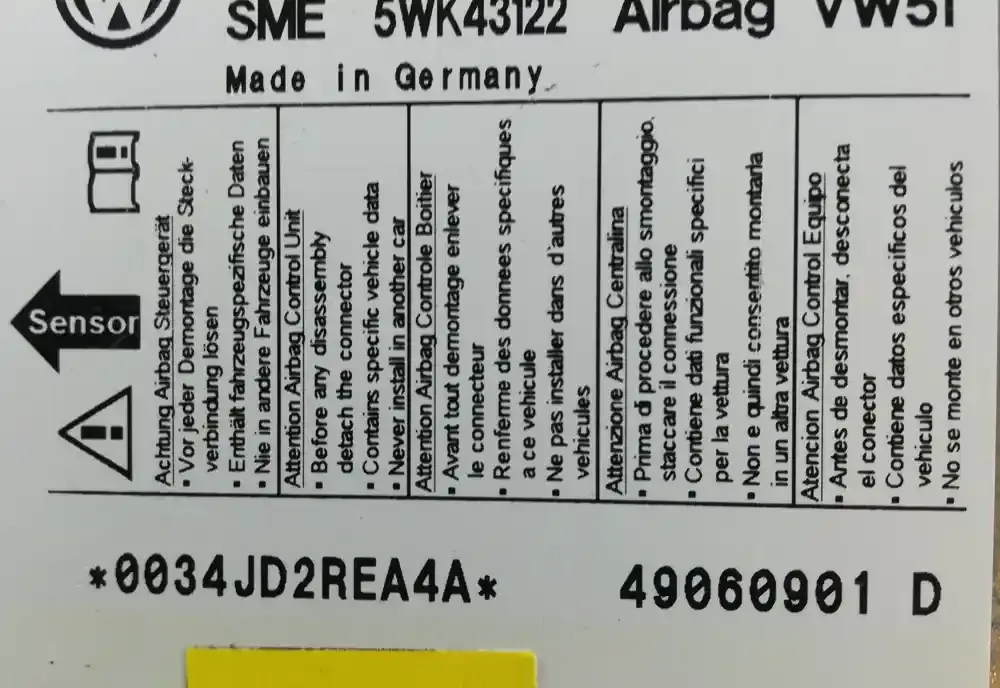 SME 5WK43122 Airbag VW51
Made in Germany
Sensor
Achtung Airbag Steuergerät
• Vor jeder Demontage die Steck-
verbindung lösen
• Enthält fahrzeugspezifische Daten
• Nie in andere Fahrzeuge einbauen
Attention Airbag Control Unit
• Before any disassembly
detach the connector
• Contains specific vehicle data
• Never install in another car
Attention Airbag Controle Boitier
• Avant tout demontage enlever
le connecteur
• Renferme des donnees specifiques
a ce vehicule
• Ne pas installer dans d'autres
vehicules
Attenzione Airbag Centralina
• Prima di procedere allo smontaggio,
staccare il connessione
• Contiene dati funzionali specifici
per la vettura
• Non e quindi consentito montarla
in un altra vettura
Atencion Airbag Control Equipo
• Antes de desmontar, desconecta
el conector
• Contiene datos especificos del
vehiculo
• No se monte en otros vehiculos
*0034JD2REA4A* 49060901 D